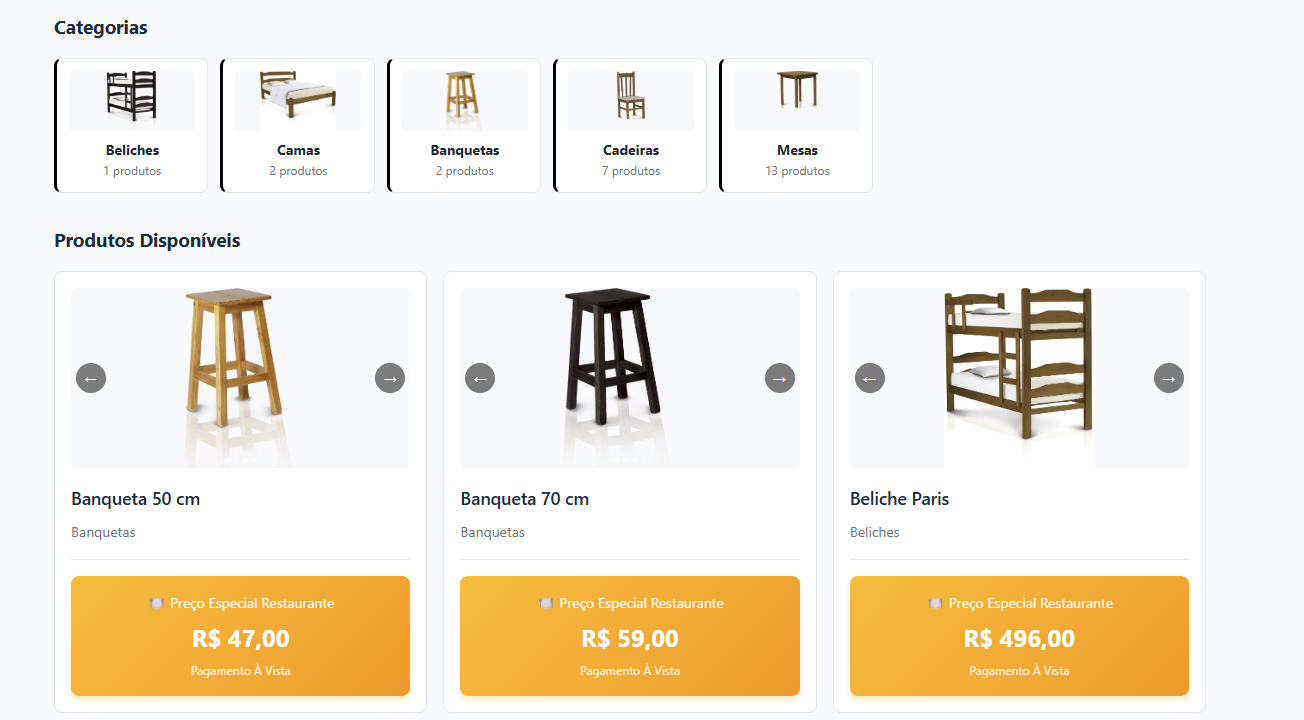 Categorias
Beliches
1 produtos
Camas
2 produtos
Banquetas
2 produtos
Cadeiras
7 produtos
Mesas
13 produtos
Produtos Disponíveis
← →
Banqueta 50 cm
Banquetas
🍽️ Preço Especial Restaurante
R$ 47,00
Pagamento À Vista
← →
Banqueta 70 cm
Banquetas
🍽️ Preço Especial Restaurante
R$ 59,00
Pagamento À Vista
← →
Beliche Paris
Beliches
🍽️ Preço Especial Restaurante
R$ 496,00
Pagamento À Vista